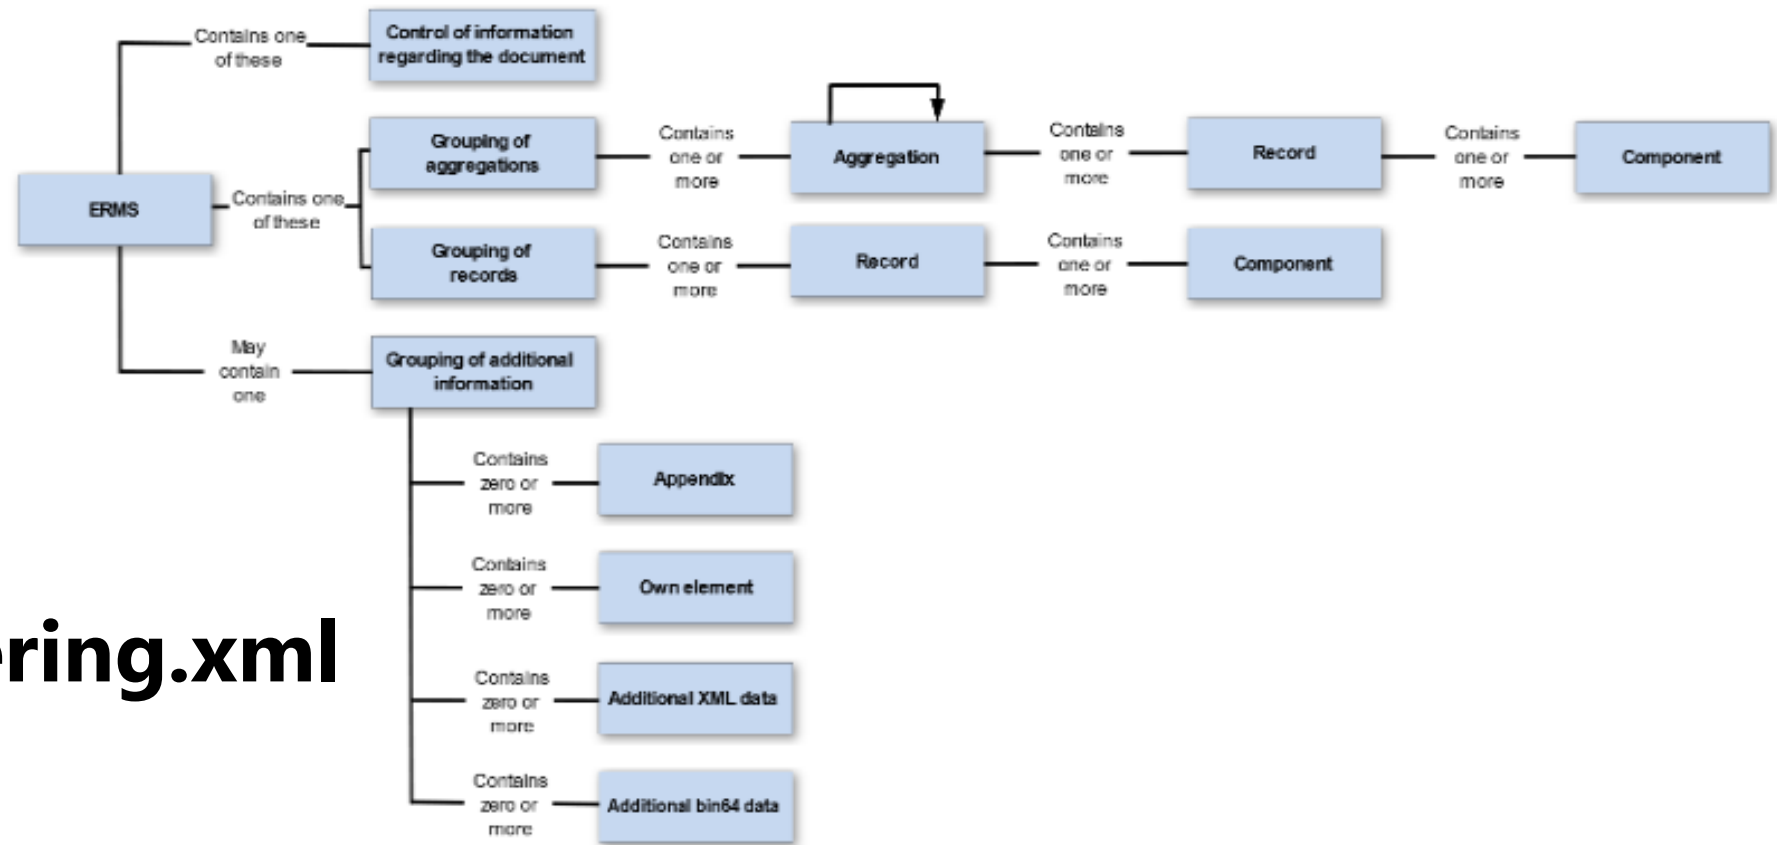 Contains one
of these
Control of information
regarding the document
Grouping of
aggregations
Contains
one or
more
Aggregation
Contains
one or
more
Record
Contains
one or
more
Component
ERMS
Contains one
of these
Grouping of
records
Contains
one or
more
Record
Contains
one or
more
Component
May
contain
one
Grouping of additional
information
Contains
zero or
more
Appendix
Contains
zero or
more
Own element
ering.xml
Contains
zero or
more
Additional XML data
Contains
zero or
more
Additional bin64 data